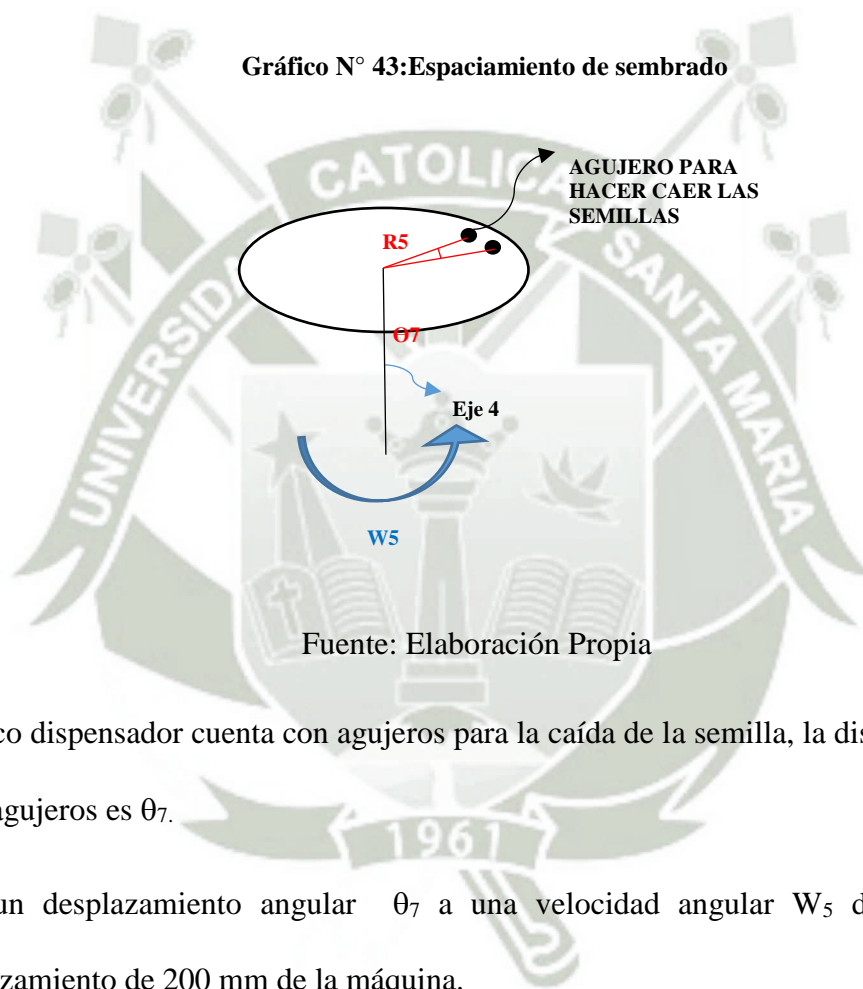 Gráfico N° 43:Espaciamiento de sembrado
AGUJERO PARA
HACER CAER LAS
SEMILLAS
R5
O7
Eje 4
W5
UNIVERSIDAD CATOLICA SANTA MARIA
1961
Fuente: Elaboración Propia
co dispensador cuenta con agujeros para la caída de la semilla, la
agujeros es θ7.
un desplazamiento angular θ7 a una velocidad angular W5
zamiento de 200 mm de la máquina.